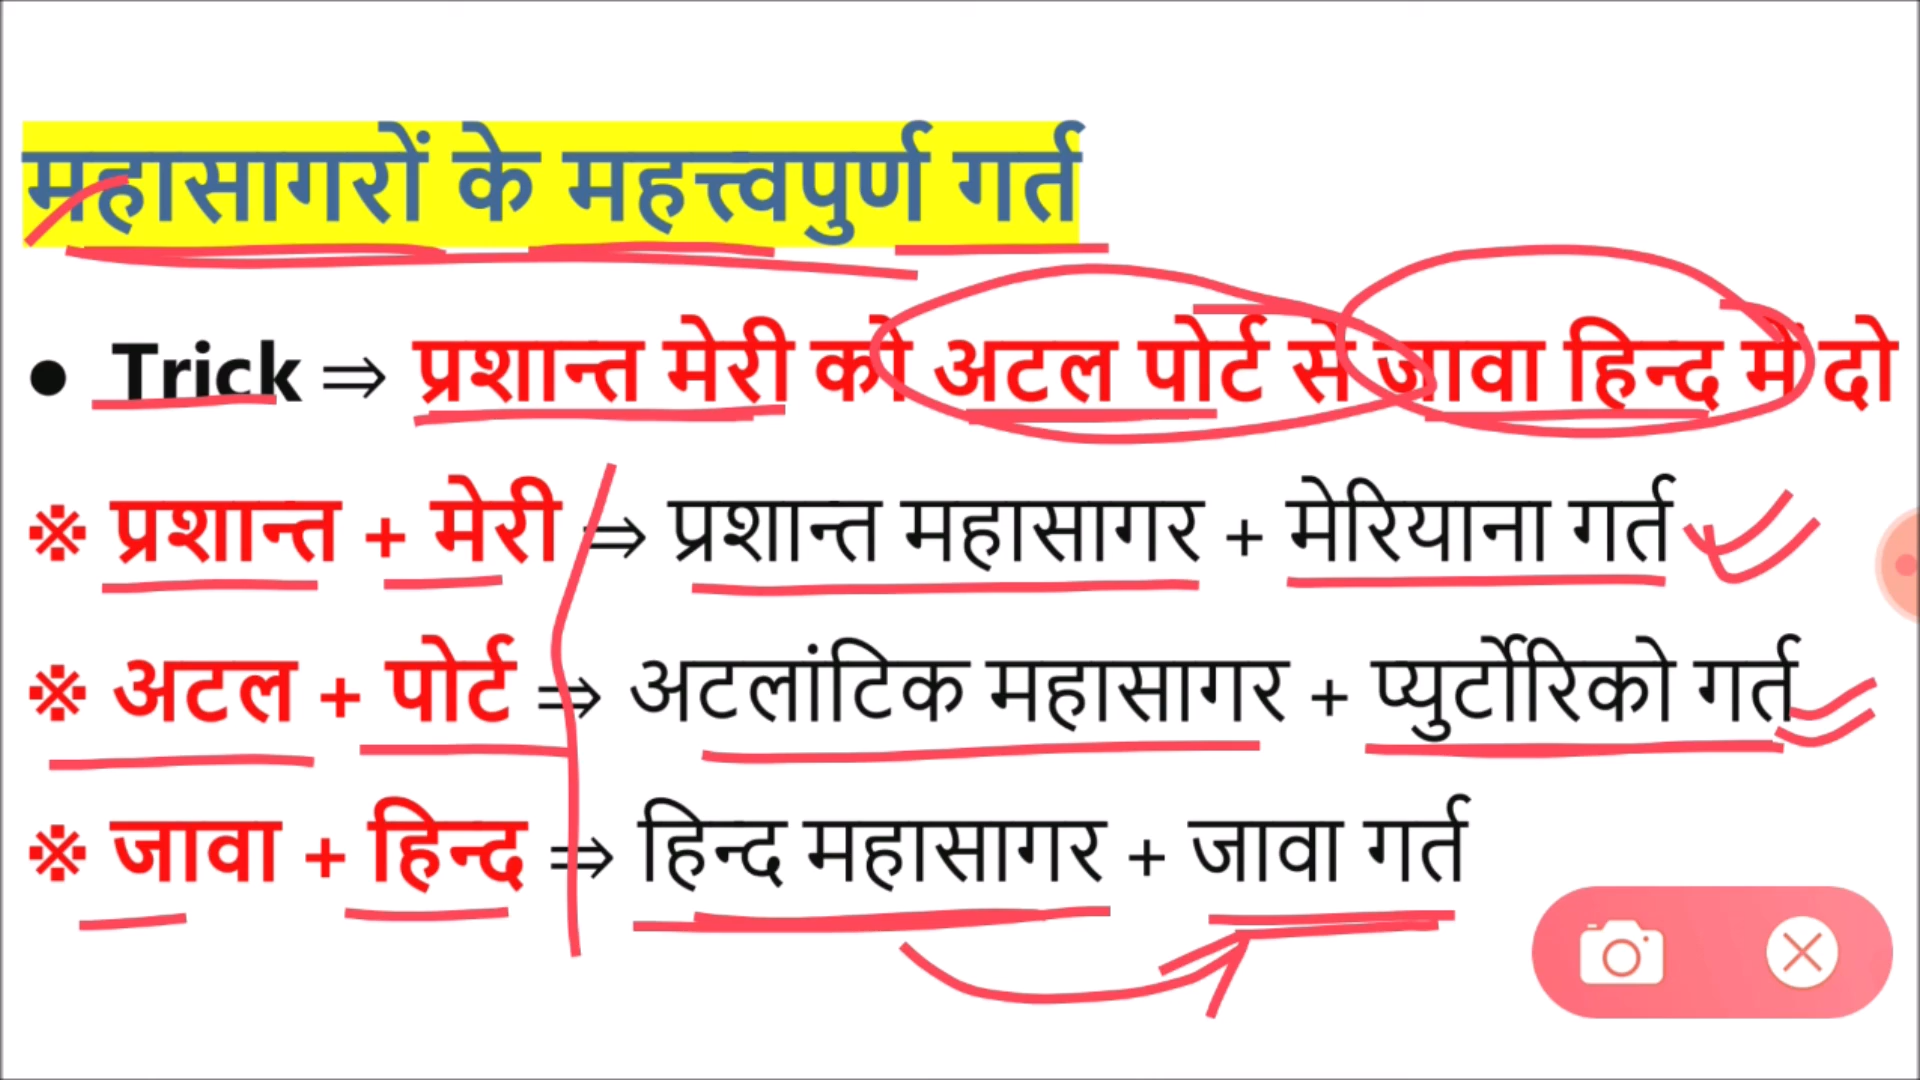 महासागरों के महत्त्वपुर्ण गर्त
● Trick ⇒ प्रशान्त मेरी को अटल पोर्ट से जावा हिन्द में दो
※ प्रशान्त + मेरी ⇒ प्रशान्त महासागर + मेरियाना गर्त
※ अटल + पोर्ट ⇒ अटलांटिक महासागर + प्युर्टोरिको गर्त
※ जावा + हिन्द ⇒ हिन्द महासागर + जावा गर्त